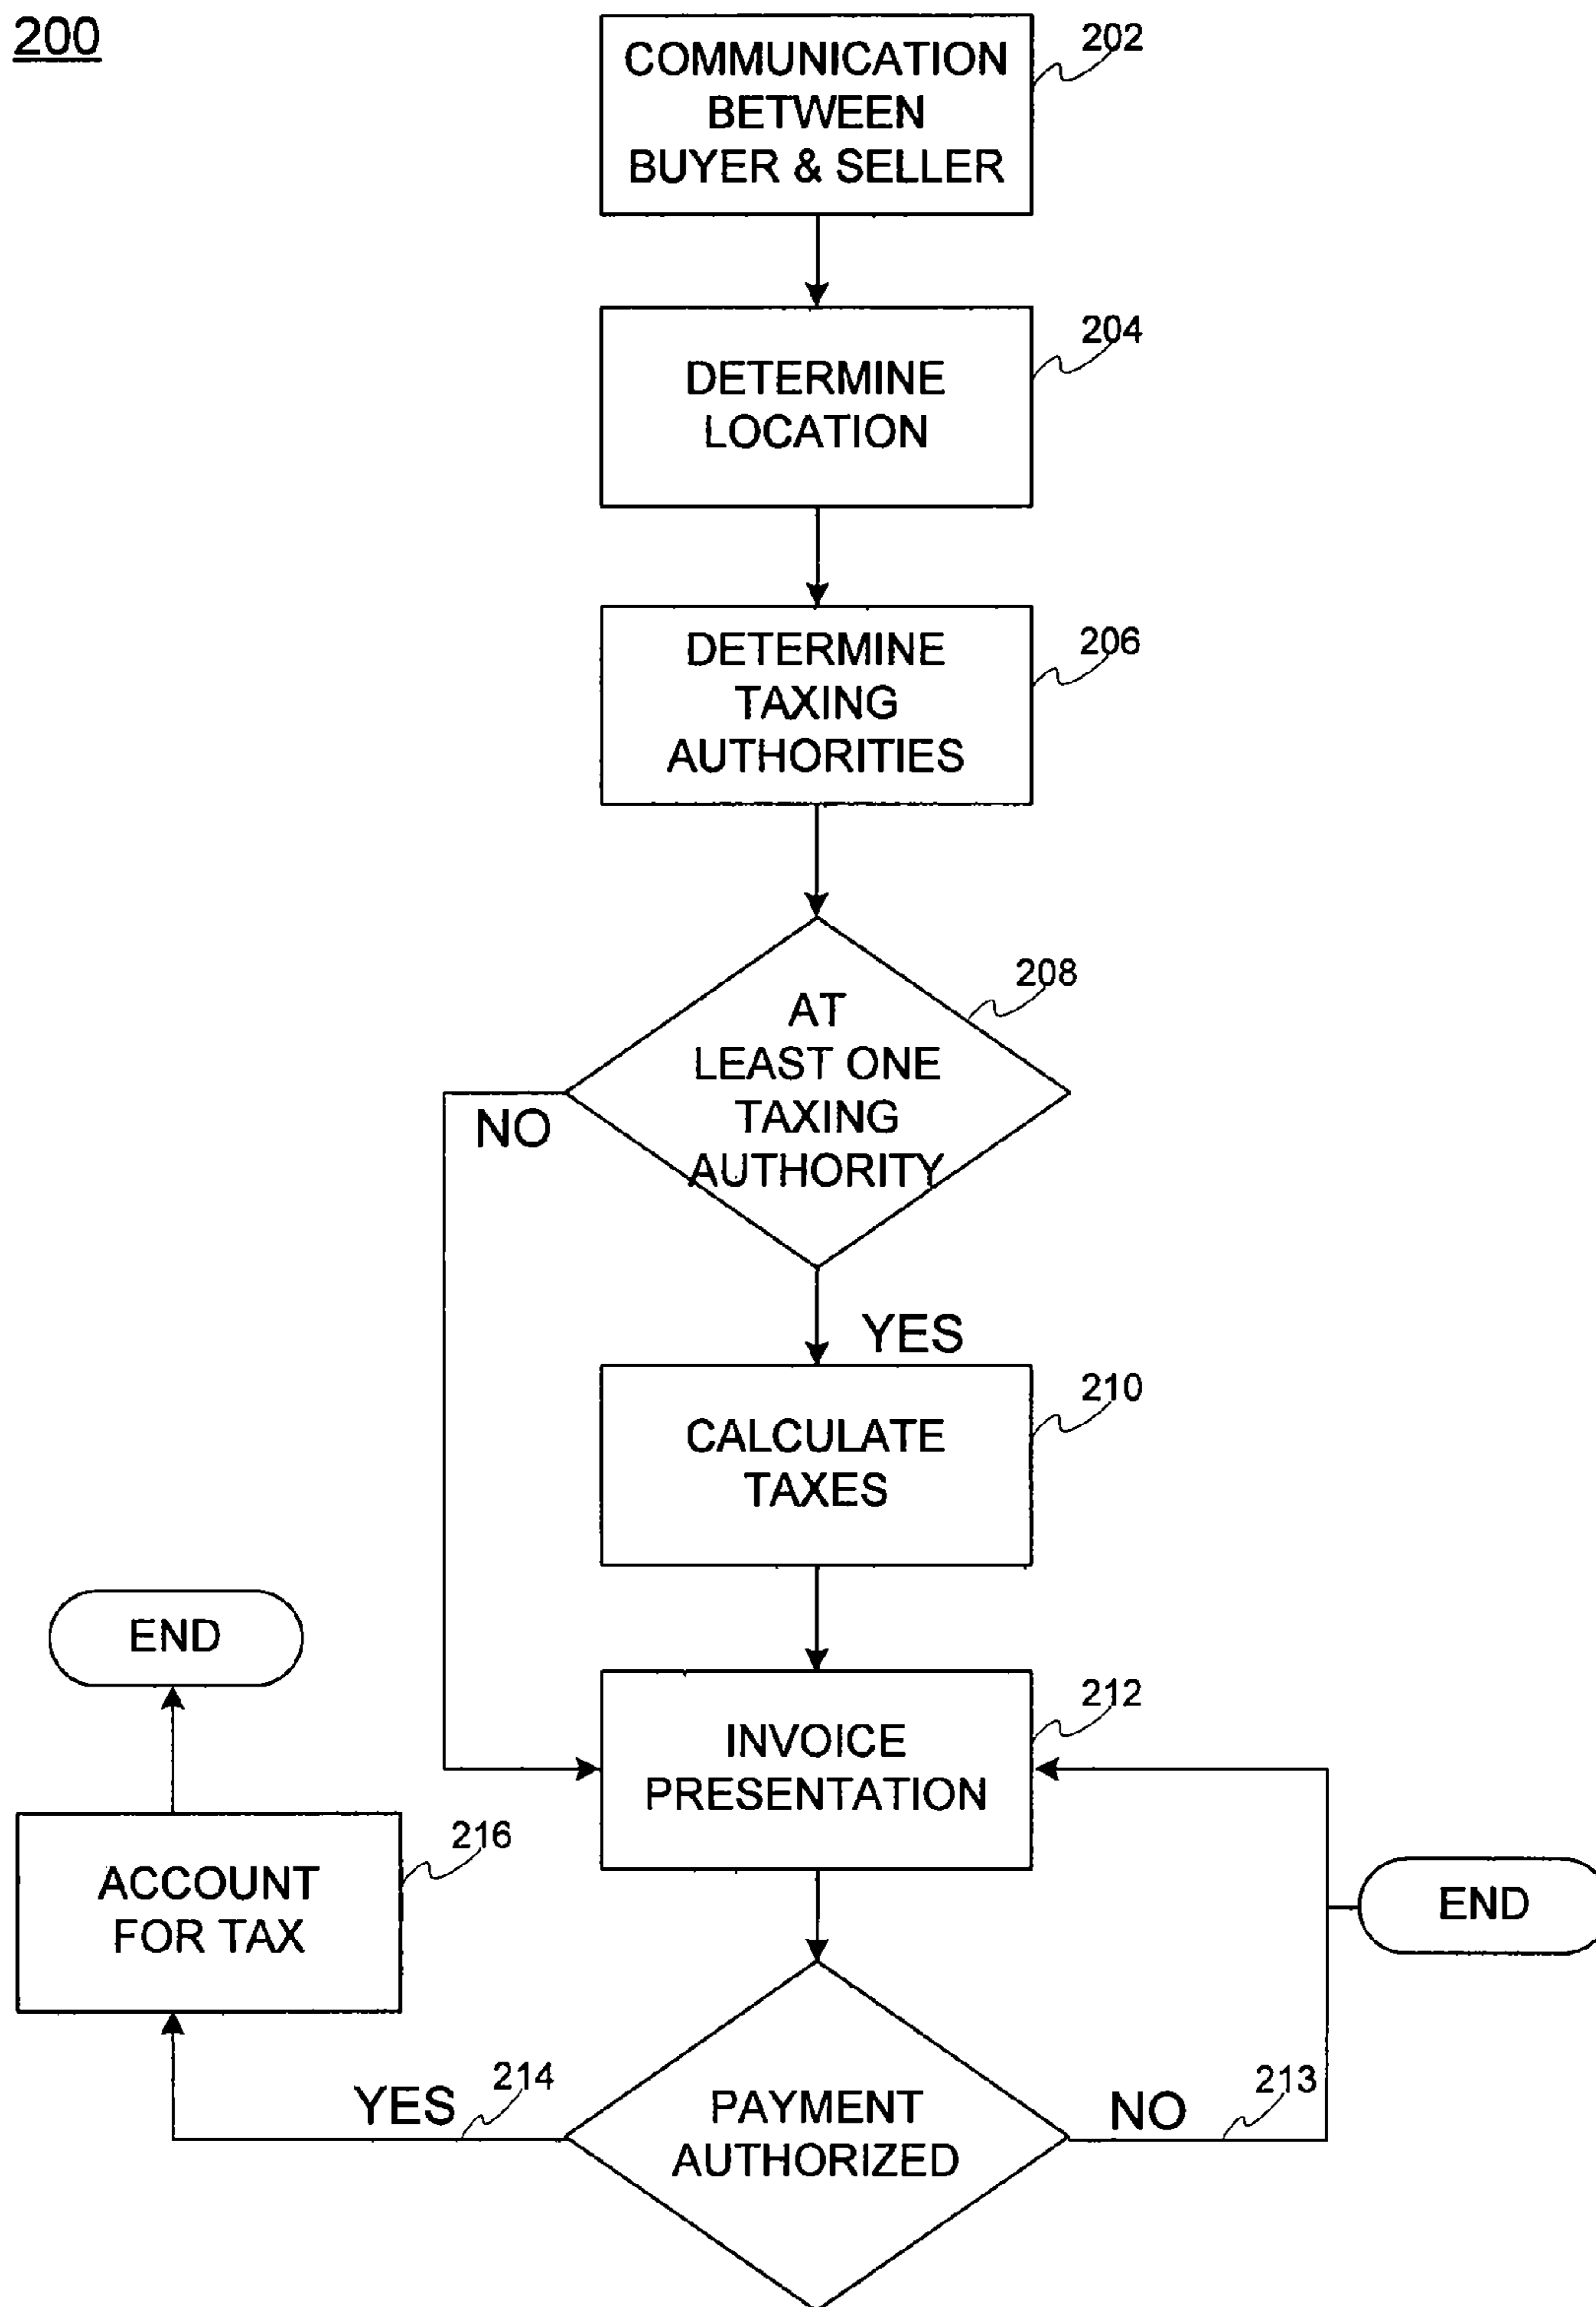 200
COMMUNICATION
BETWEEN
BUYER & SELLER
202
DETERMINE
LOCATION
204
DETERMINE
TAXING
AUTHORITIES
206
AT
LEAST ONE
TAXING
AUTHORITY
208
NO
YES
CALCULATE
TAXES
210
END
INVOICE
PRESENTATION
212
ACCOUNT
FOR TAX
216
END
YES
214
PAYMENT
AUTHORIZED
NO
213